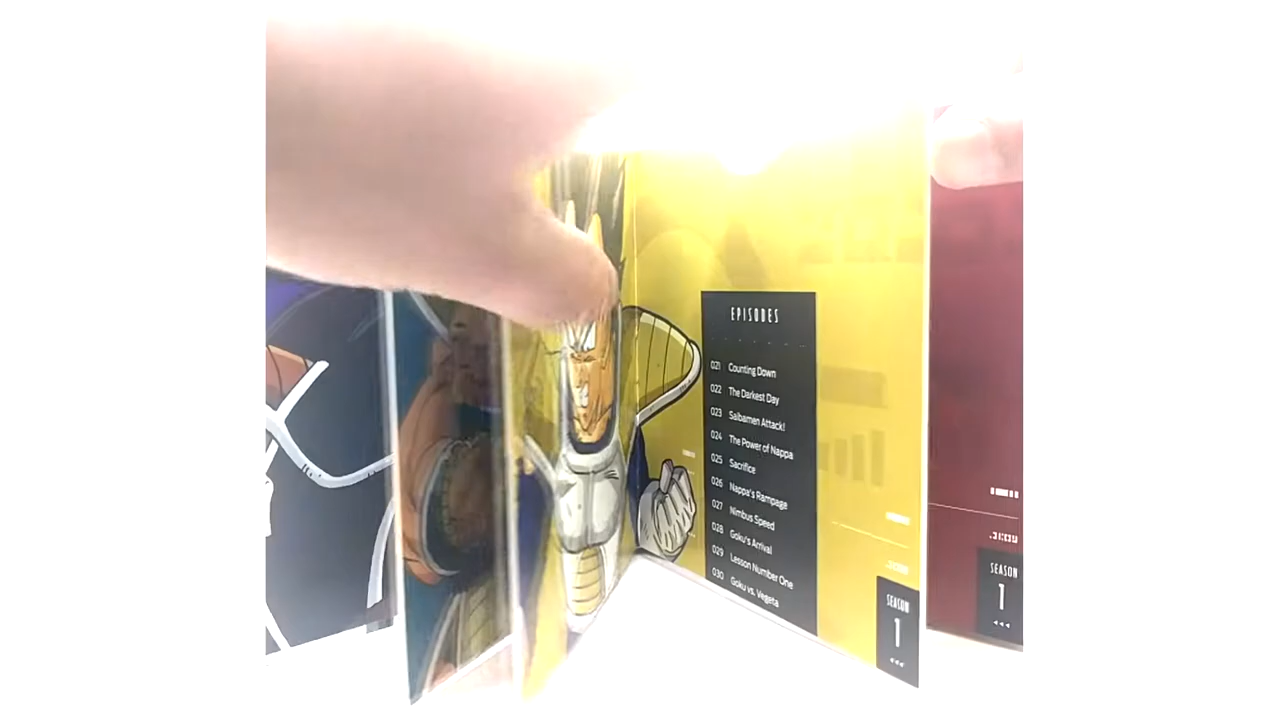 EPISODES
021 Counting Down
022 The Darkest Day
023 Saibamen Attack!
024 The Power of Nappa
025 Sacrifice
026 Nappa's Rampage
027 Nimbus Speed
028 Goku's Arrival
029 Lesson Number One
030 Goku vs. Vegeta
SEASON
1
SEASON
1